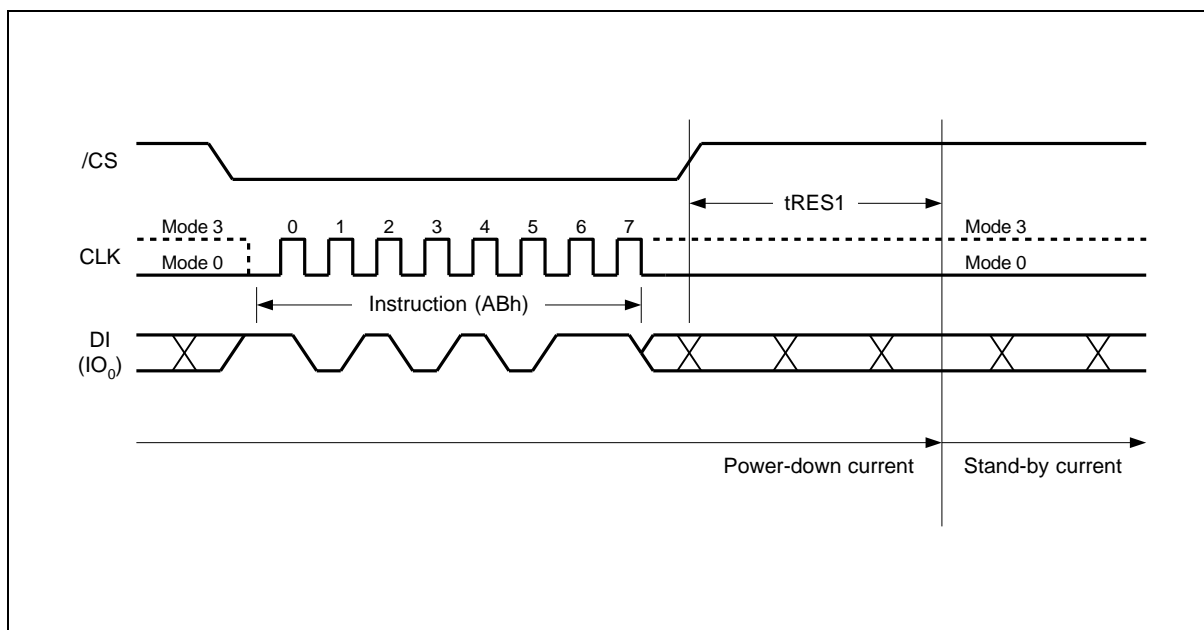 /CS
tRES1
Mode 3 0 1 2 3 4 5 6 7 Mode 3
CLK
Mode 0 Mode 0
Instruction (ABh)
DI
(IO0)
Power-down current Stand-by current